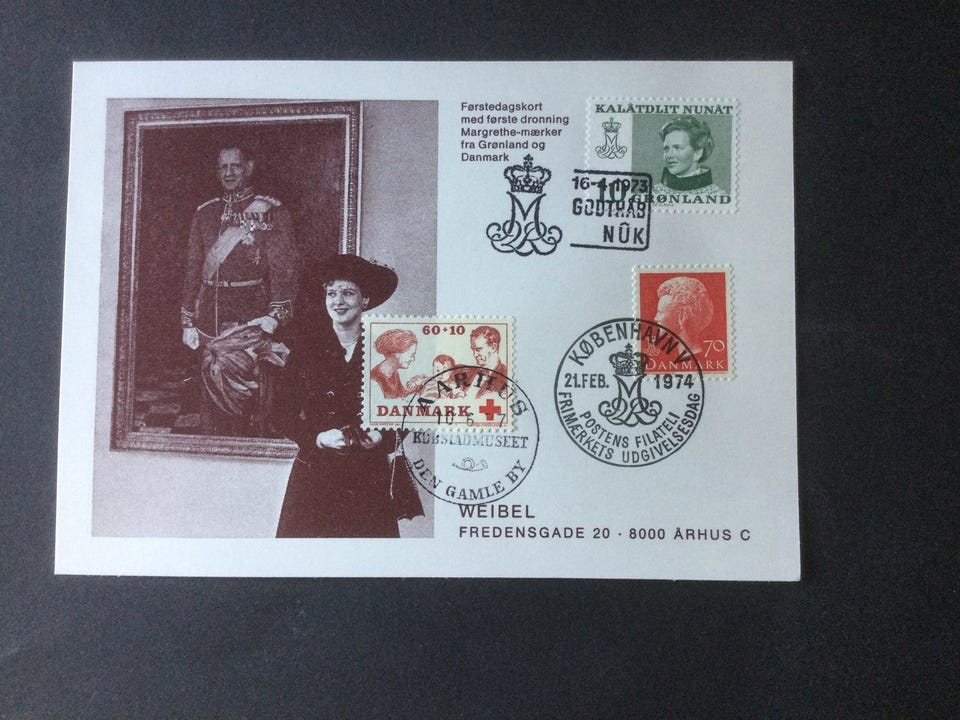 Førstedagskort
med første dronning
Margrethe-mærker
fra Grønland og
Danmark
KALÂTDLIT NUNÂT
10
GRØNLAND
16-4-1973
GODTHÅB
NÛK
70
DANMARK
KØBENHAVN V
21.FEB. 1974
POSTENS FILATELI
FRIMÆRKETS UDGIVELSESDAG
60+10
DANMARK
AARHUS
KØBSTADMUSEET
DEN GAMLE BY
WEIBEL
FREDENSGADE 20 · 8000 ÅRHUS C